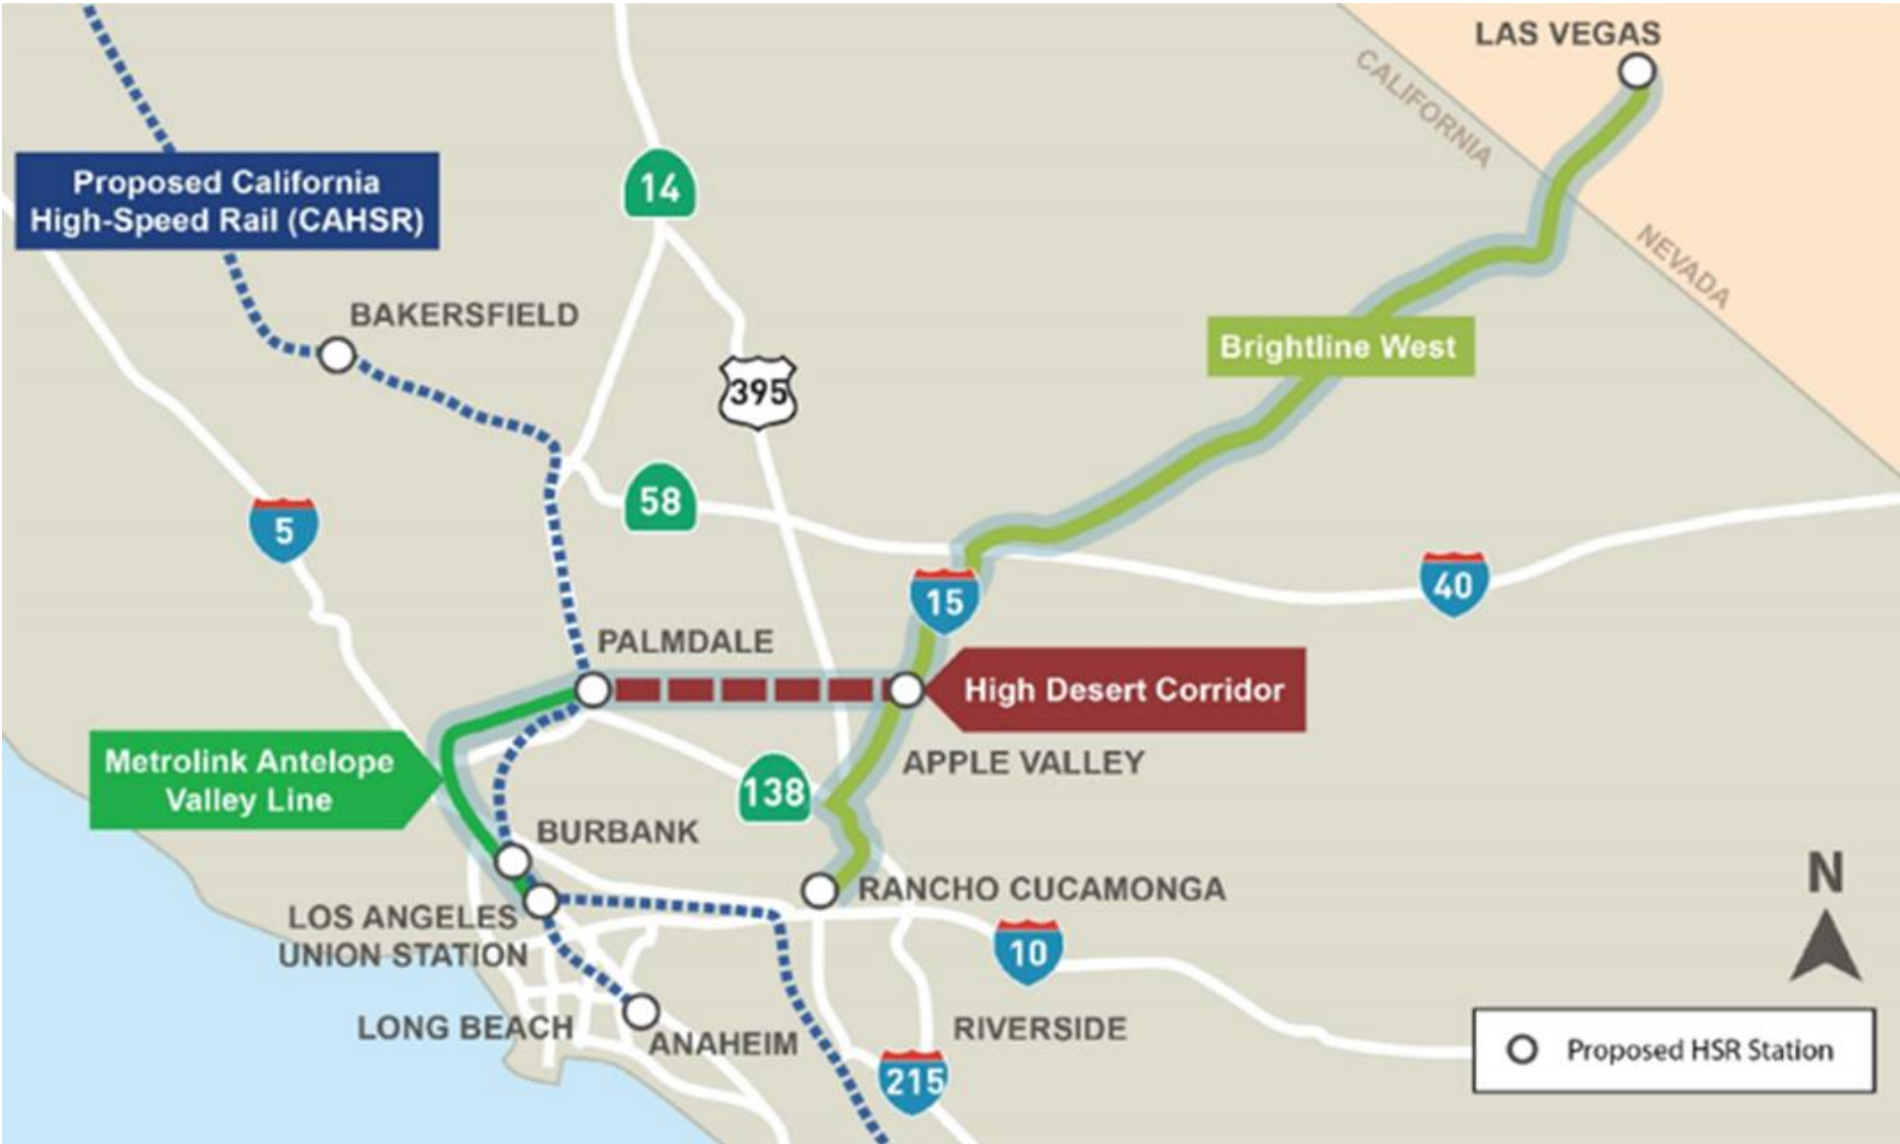 LAS VEGAS
CALIFORNIA
NEVADA
Proposed California
High-Speed Rail (CAHSR)
14
BAKERSFIELD
Brightline West
395
58
5
40
15
PALMDALE
High Desert Corridor
Metrolink Antelope
Valley Line
APPLE VALLEY
138
BURBANK
RANCHO CUCAMONGA
LOS ANGELES
UNION STATION
10
N
LONG BEACH
ANAHEIM
RIVERSIDE
215
Proposed HSR Station